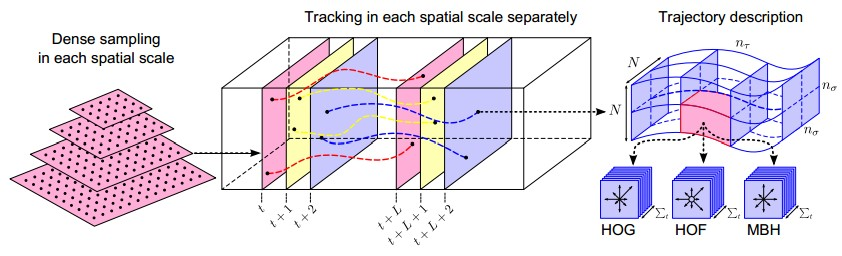 Dense sampling
in each spatial scale
Tracking in each spatial scale separately
t
t+1
t+2
t+L
t+L+1
t+L+2
Trajectory description
N
N
n_τ
n_σ
n_σ
Σ_t
Σ_t
Σ_t
HOG
HOF
MBH